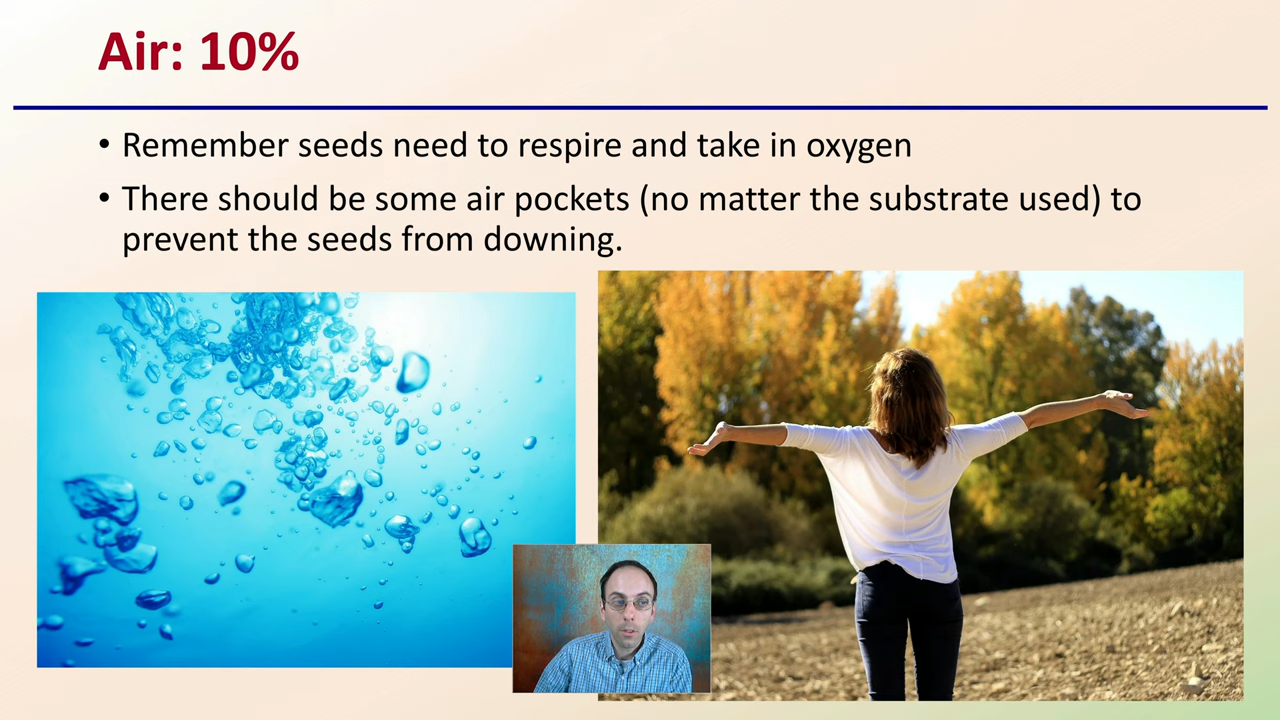 Air: 10%
• Remember seeds need to respire and take in oxygen
• There should be some air pockets (no matter the substrate used) to
prevent the seeds from downing.